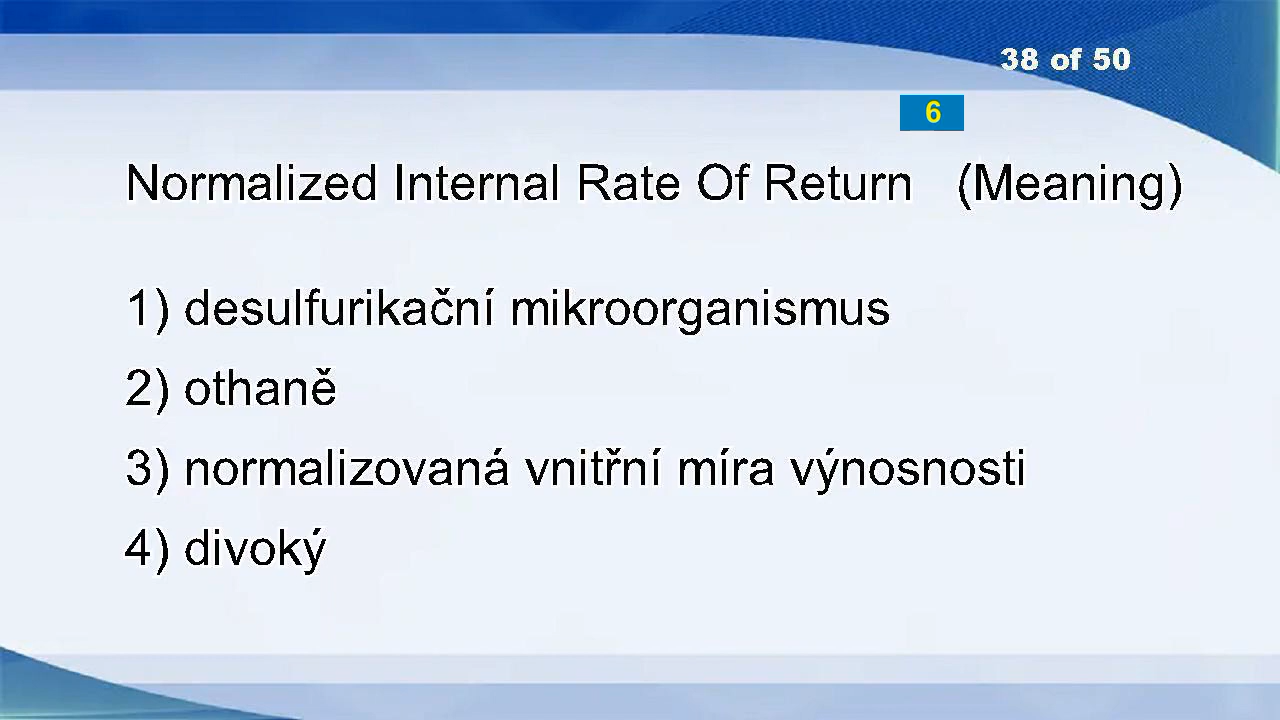 38 of 50
6
Normalized Internal Rate Of Return (Meaning)
1) desulfurikační mikroorganismus
2) othaně
3) normalizovaná vnitřní míra výnosnosti
4) divoký